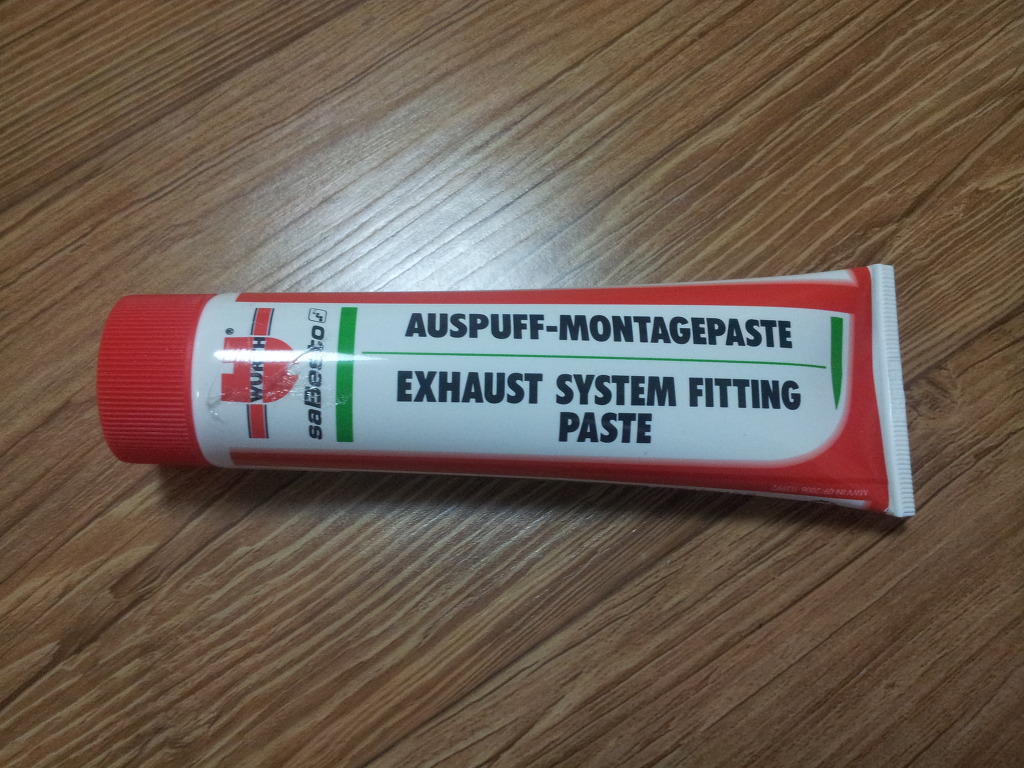 WÜRTH
®
saBesto
AUSPUFF-MONTAGEPASTE
EXHAUST SYSTEM FITTING
PASTE